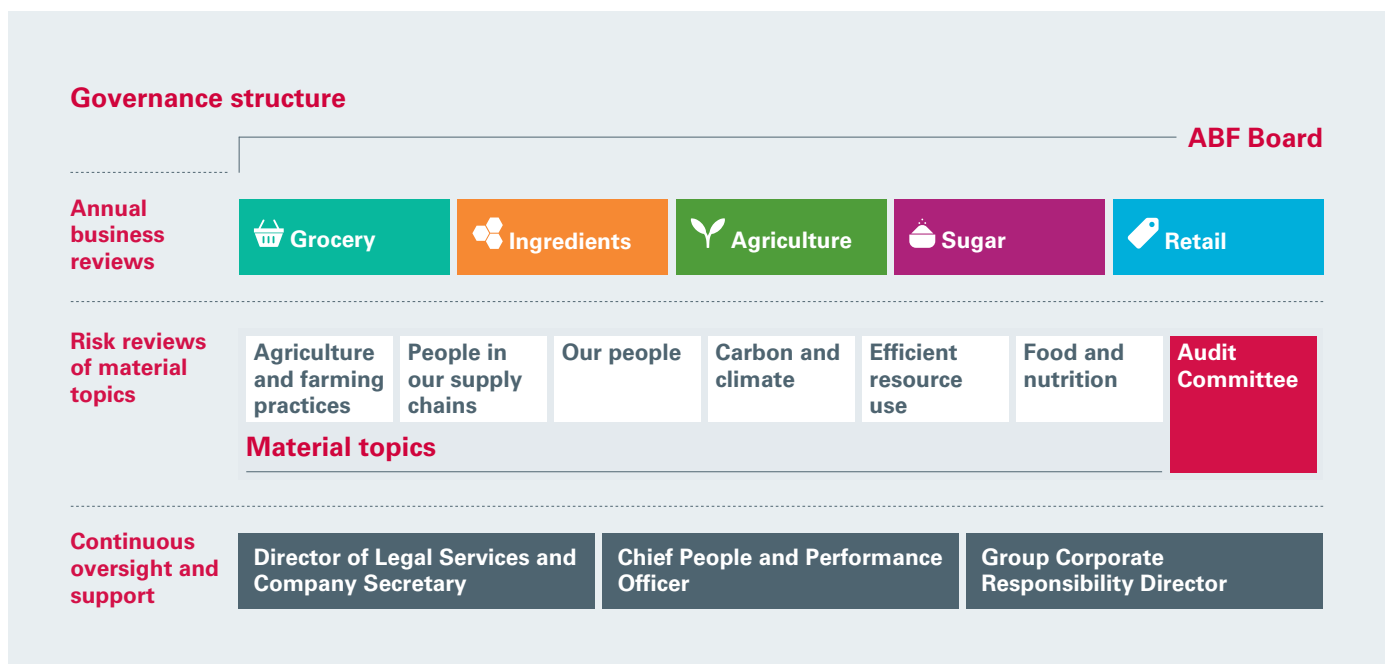 Governance structure
ABF Board
Annual
business
reviews
Grocery
Ingredients
Agriculture
Sugar
Retail
Risk reviews
of material
topics
Agriculture
and farming
practices
People in
our supply
chains
Our people
Carbon and
climate
Efficient
resource
use
Food and
nutrition
Audit
Committee
Material topics
Continuous
oversight and
support
Director of Legal Services and
Company Secretary
Chief People and Performance
Officer
Group Corporate
Responsibility Director